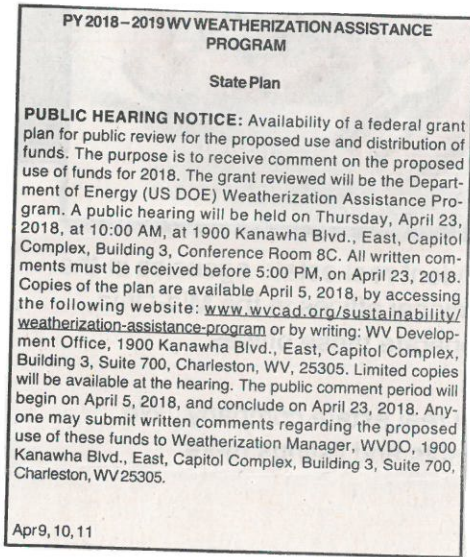 PY 2018–2019 WV WEATHERIZATION ASSISTANCE
PROGRAM
State Plan
PUBLIC HEARING NOTICE: Availability of a federal grant
plan for public review for the proposed use and distribution of
funds. The purpose is to receive comment on the proposed
use of funds for 2018. The grant reviewed will be the Depart-
ment of Energy (US DOE) Weatherization Assistance Pro-
gram. A public hearing will be held on Thursday, April 23,
2018, at 10:00 AM, at 1900 Kanawha Blvd., East, Capitol
Complex, Building 3, Conference Room 8C. All written com-
ments must be received before 5:00 PM, on April 23, 2018.
Copies of the plan are available April 5, 2018, by accessing
the following website: www.wvcad.org/sustainability/
weatherization-assistance-program or by writing: WV Develop-
ment Office, 1900 Kanawha Blvd., East, Capitol Complex,
Building 3, Suite 700, Charleston, WV, 25305. Limited copies
will be available at the hearing. The public comment period will
begin on April 5, 2018, and conclude on April 23, 2018. Any-
one may submit written comments regarding the proposed
use of these funds to Weatherization Manager, WVDO, 1900
Kanawha Blvd., East, Capitol Complex, Building 3, Suite 700,
Charleston, WV 25305.
Apr 9, 10, 11